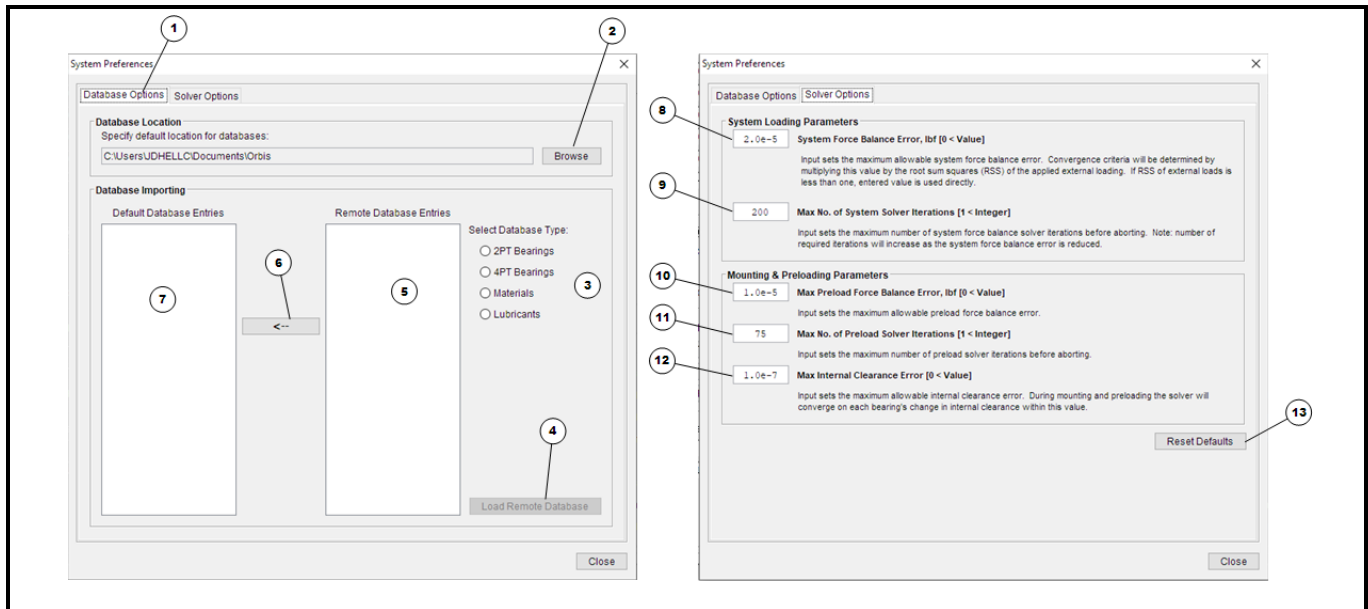 1
2
System Preferences
Database Options
Solver Options
Database Location
Specify default location for databases:
C:\Users\JDHELLC\Documents\Orbis
Browse
Database Importing
Default Database Entries
Remote Database Entries
Select Database Type:
2PT Bearings
4PT Bearings
Materials
Lubricants
3
5
6
7
<--
4
Load Remote Database
Close
System Preferences
Database Options
Solver Options
System Loading Parameters
8
2.0e-5
System Force Balance Error, lbf [0 < Value]
Input sets the maximum allowable system force balance error. Convergence criteria will be determined by
multiplying this value by the root sum squares (RSS) of the applied external loading. If RSS of external loads is
less than one, entered value is used directly.
9
200
Max No. of System Solver Iterations [1 < Integer]
Input sets the maximum number of system force balance solver iterations before aborting. Note: number of
required iterations will increase as the system force balance error is reduced.
Mounting & Preloading Parameters
10
1.0e-5
Max Preload Force Balance Error, lbf [0 < Value]
Input sets the maximum allowable preload force balance error.
11
75
Max No. of Preload Solver Iterations [1 < Integer]
Input sets the maximum number of preload solver iterations before aborting.
12
1.0e-7
Max Internal Clearance Error [0 < Value]
Input sets the maximum allowable internal clearance error. During mounting and preloading the solver will
converge on each bearing's change in internal clearance within this value.
13
Reset Defaults
Close